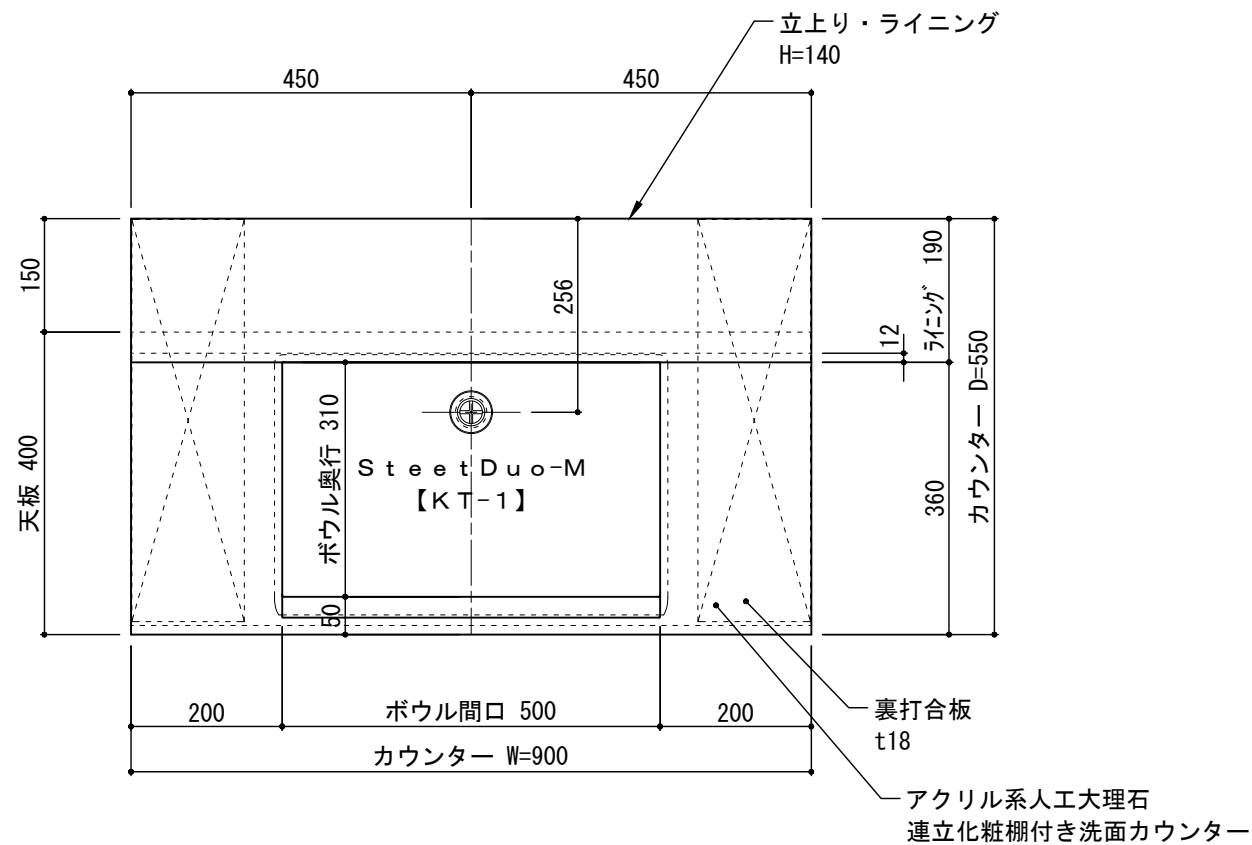 立上り・ライニング
H=140
450
450
150
256
ライニング 190
12
カウンター D=550
天板 400
ボウル奥行 310
SteetDuo-M
【KT-1】
360
50
200
ボウル間口 500
200
裏打合板
t18
カウンター W=900
アクリル系人工大理石
連立化粧棚付き洗面カウンター